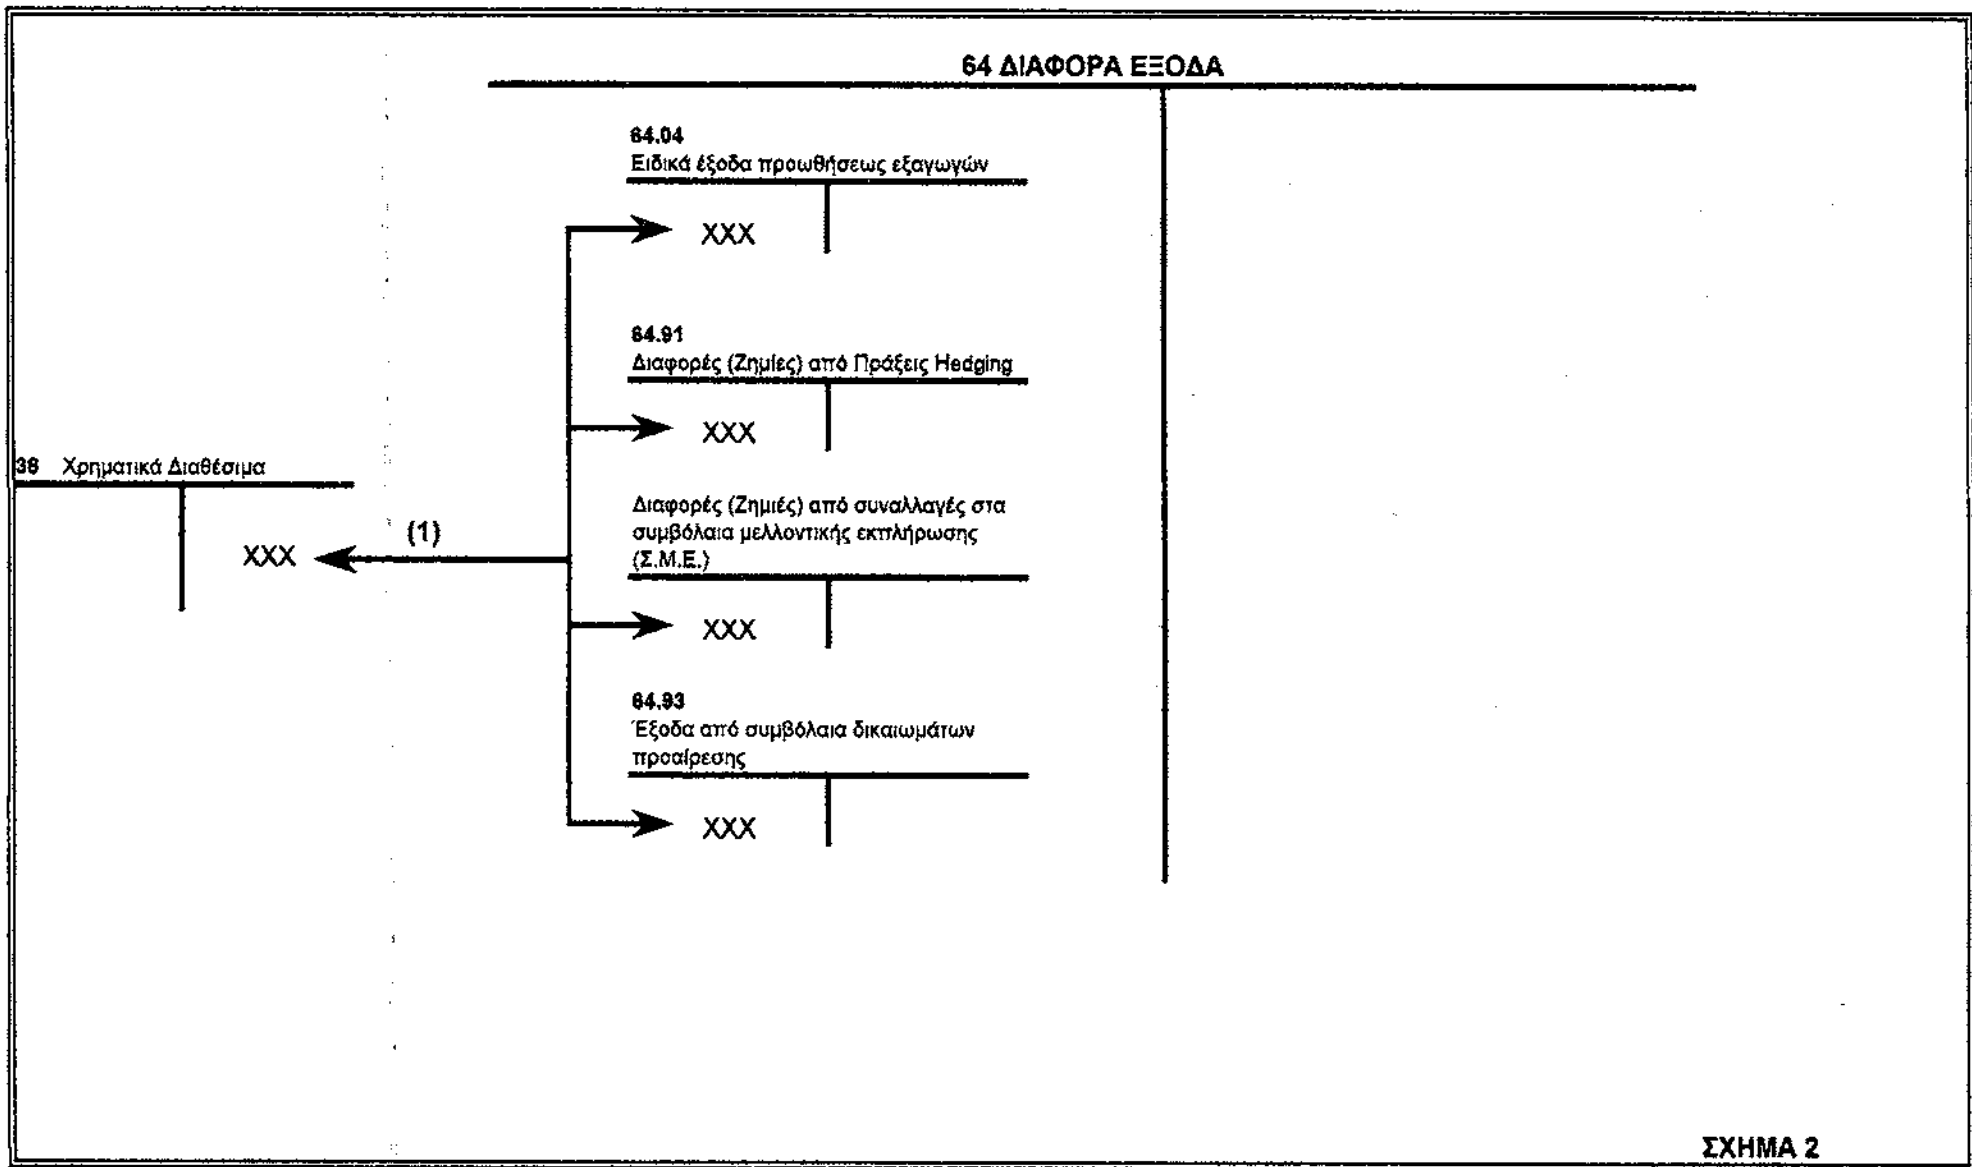 64 ΔΙΑΦΟΡΑ ΕΞΟΔΑ
64.04
Ειδικά έξοδα προωθήσεως εξαγωγών
XXX
64.91
Διαφορές (Ζημίες) από Πράξεις Hedging
XXX
38 Χρηματικά Διαθέσιμα
XXX
(1)
Διαφορές (Ζημιές) από συναλλαγές στα
συμβόλαια μελλοντικής εκπλήρωσης
(Σ.Μ.Ε.)
XXX
64.93
Έξοδα από συμβόλαια δικαιωμάτων
προαίρεσης
XXX
ΣΧΗΜΑ 2